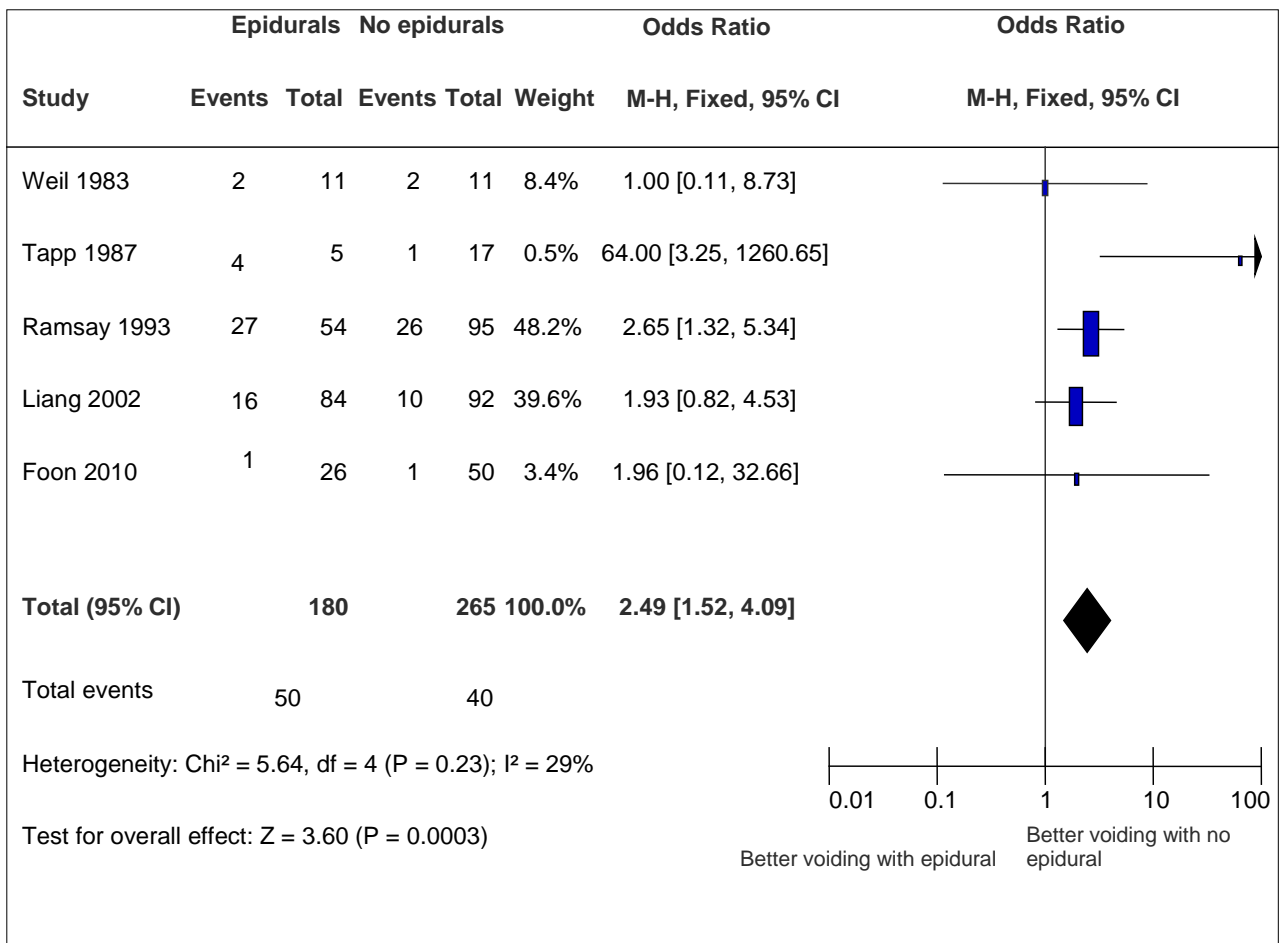 Epidurals No epidurals Odds Ratio Odds Ratio
Study Events Total Events Total Weight M-H, Fixed, 95% CI M-H, Fixed, 95% CI
Weil 1983 2 11 2 11 8.4% 1.00 [0.11, 8.73]
Tapp 1987 4 5 1 17 0.5% 64.00 [3.25, 1260.65]
Ramsay 1993 27 54 26 95 48.2% 2.65 [1.32, 5.34]
Liang 2002 16 84 10 92 39.6% 1.93 [0.82, 4.53]
Foon 2010 1 26 1 50 3.4% 1.96 [0.12, 32.66]
Total (95% CI) 180 265 100.0% 2.49 [1.52, 4.09]
Total events 50 40
Heterogeneity: Chi² = 5.64, df = 4 (P = 0.23); I² = 29%
0.01 0.1 1 10 100
Test for overall effect: Z = 3.60 (P = 0.0003)
Better voiding with epidural
Better voiding with no
epidural